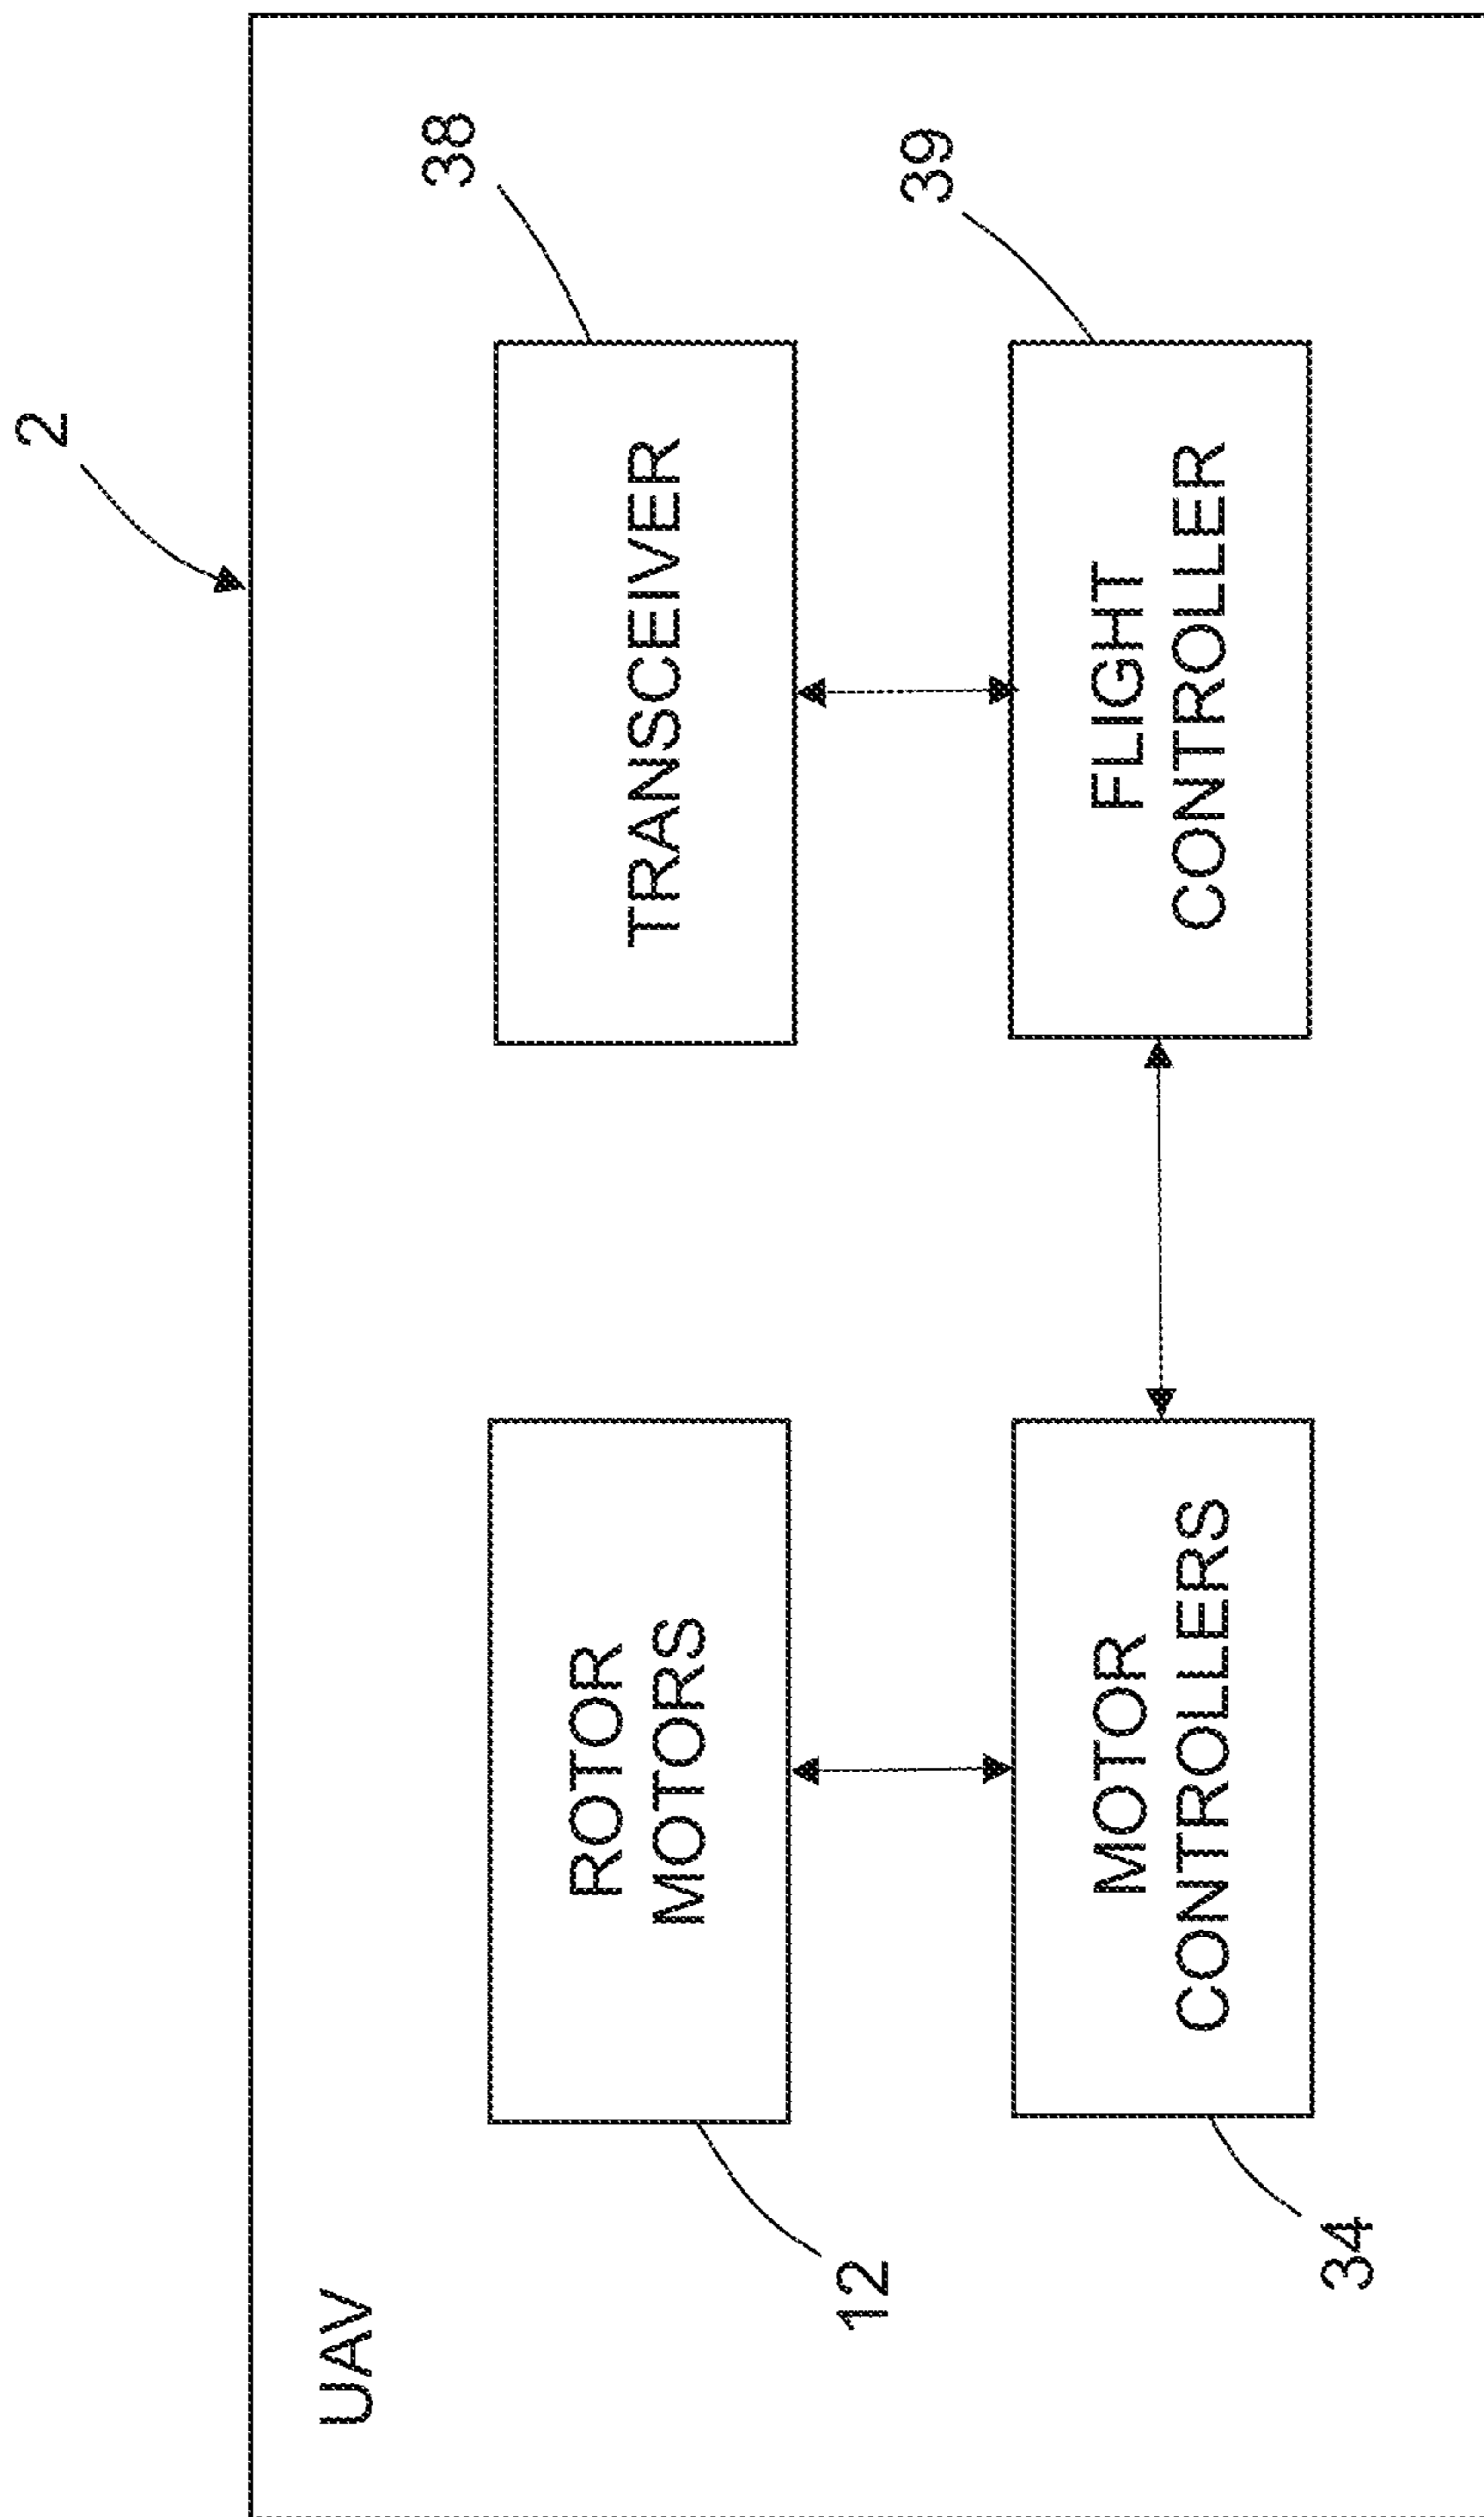 2
UAV
38
ROTOR
MOTORS
TRANSCEIVER
12
39
MOTOR
CONTROLLERS
FLIGHT
CONTROLLER
34